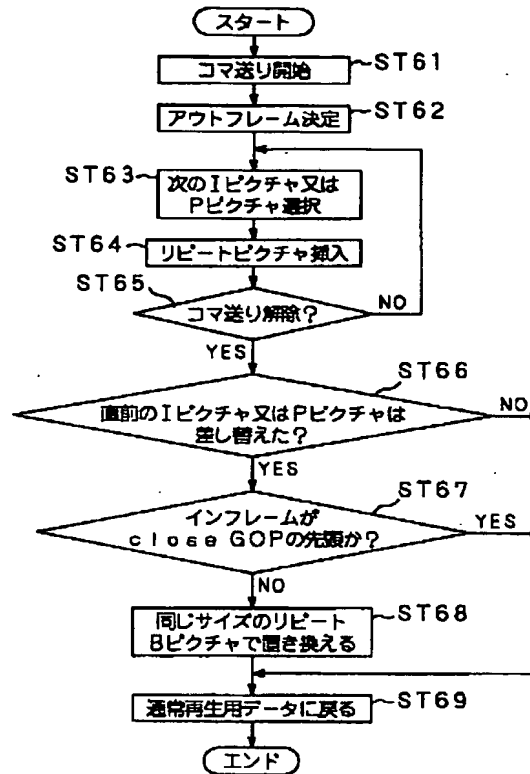 スタート
コマ送り開始
ST61
アウトフレーム決定
ST62
ST63
次のIピクチャ又は
Pピクチャ選択
ST64
リピートピクチャ挿入
ST65
コマ送り解除？
NO
YES
ST66
直前のIピクチャ又はPピクチャは
差し替えた？
NO
YES
ST67
インフレームが
close GOPの先頭か？
YES
NO
同じサイズのリピート
Bピクチャで置き換える
ST68
通常再生用データに戻る
ST69
エンド